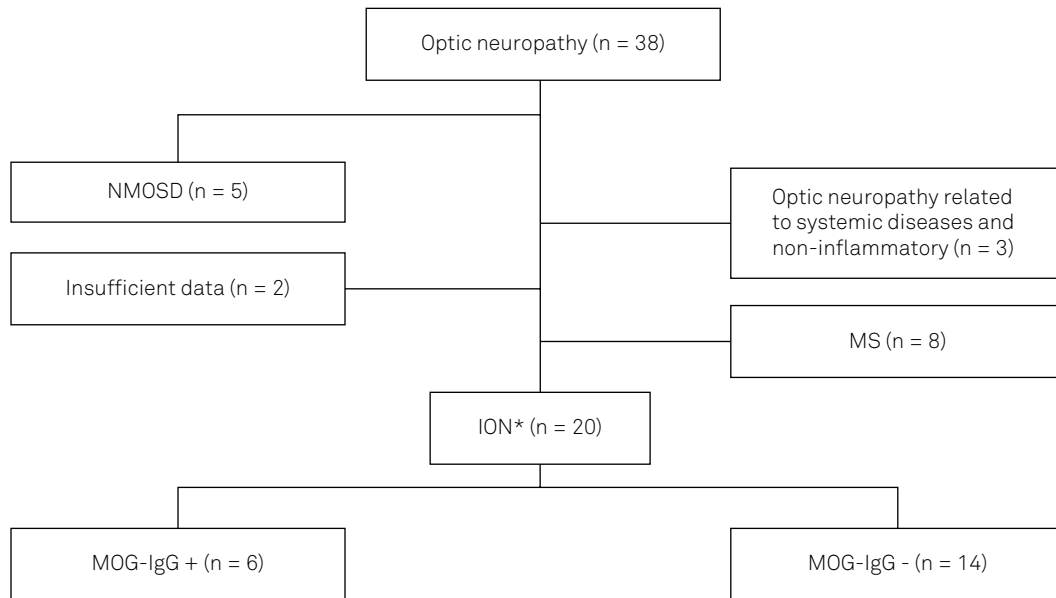 Optic neuropathy (n = 38)
NMOSD (n = 5)
Optic neuropathy related
to systemic diseases and
non-inflammatory (n = 3)
Insufficient data (n = 2)
MS (n = 8)
ION* (n = 20)
MOG-IgG + (n = 6)
MOG-IgG - (n = 14)